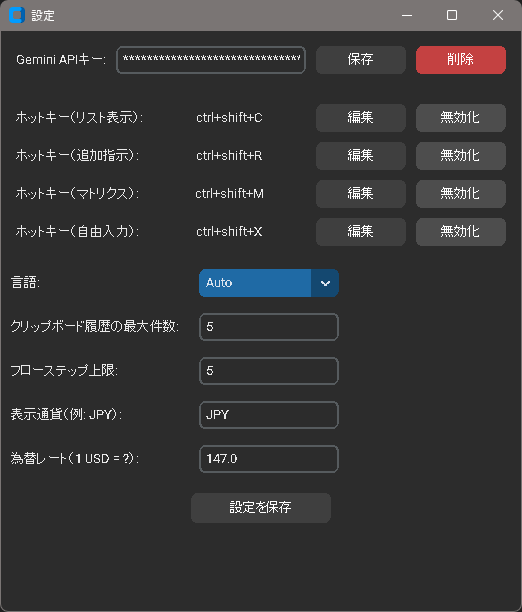 設定
Gemini APIキー: ****************************** 保存 削除
ホットキー(リスト表示): ctrl+shift+C 編集 無効化
ホットキー(追加指示): ctrl+shift+R 編集 無効化
ホットキー(マトリクス): ctrl+shift+M 編集 無効化
ホットキー(自由入力): ctrl+shift+X 編集 無効化
言語: Auto
クリップボード履歴の最大件数: 5
フローステップ上限: 5
表示通貨(例: JPY): JPY
為替レート(1 USD = ?): 147.0
設定を保存